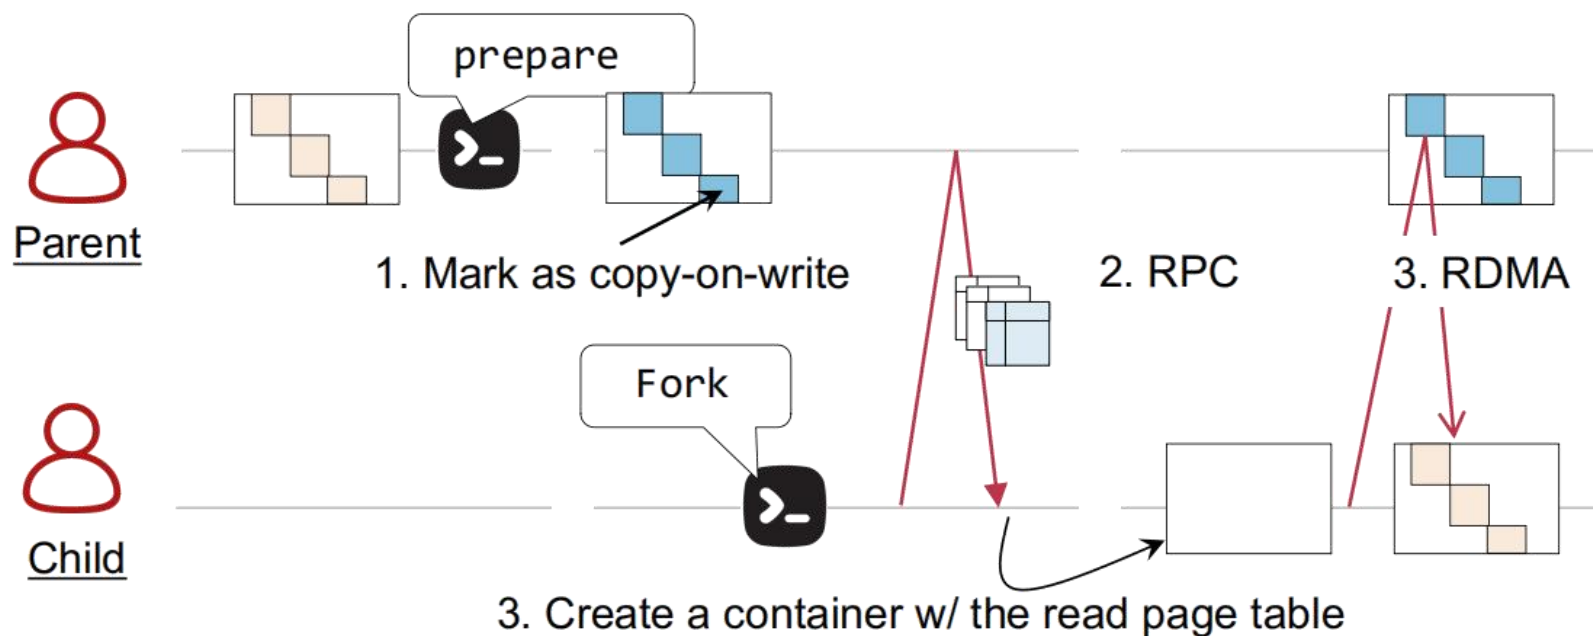 prepare
Parent
1. Mark as copy-on-write
2. RPC
3. RDMA
Fork
Child
3. Create a container w/ the read page table